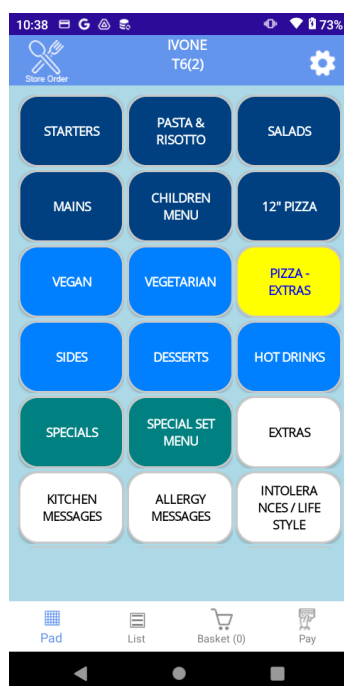 10:38 G 73%
IVONE
T6(2)
Store Order
STARTERS
PASTA &
RISOTTO
SALADS
MAINS
CHILDREN
MENU
12" PIZZA
VEGAN
VEGETARIAN
PIZZA -
EXTRAS
SIDES
DESSERTS
HOT DRINKS
SPECIALS
SPECIAL SET
MENU
EXTRAS
KITCHEN
MESSAGES
ALLERGY
MESSAGES
INTOLERA
NCES / LIFE
STYLE
Pad
List
Basket (0)
Pay